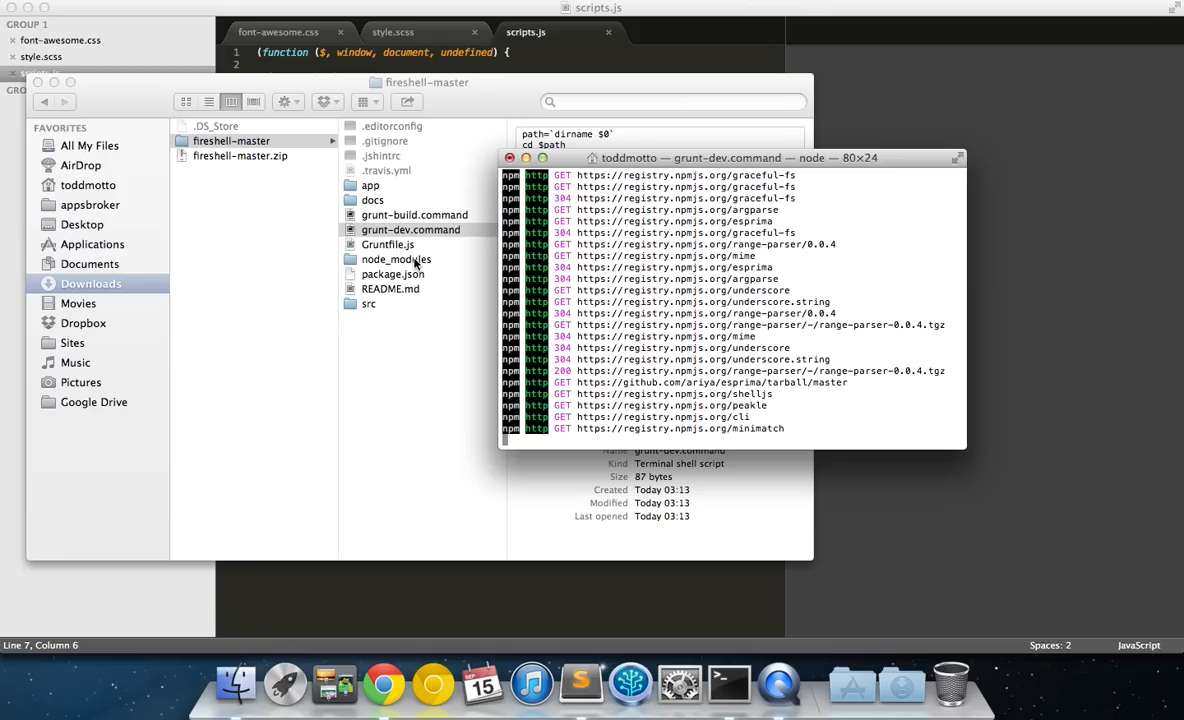 scripts.js
GROUP 1
font-awesome.css
style.scss
font-awesome.css
style.scss
scripts.js
1 (function ($, window, document, undefined) {
2
fireshell-master
FAVORITES
All My Files
AirDrop
toddmotto
appsbroker
Desktop
Applications
Documents
Downloads
Movies
Dropbox
Sites
Music
Pictures
Google Drive
.DS_Store
fireshell-master
fireshell-master.zip
.editorconfig
.gitignore
.jshintrc
.travis.yml
app
docs
grunt-build.command
grunt-dev.command
Gruntfile.js
node_modules
package.json
README.md
src
path=`dirname $0`
cd $path
toddmotto — grunt-dev.command — node — 80×24
npm http GET https://registry.npmjs.org/graceful-fs
npm http GET https://registry.npmjs.org/graceful-fs
npm http 304 https://registry.npmjs.org/graceful-fs
npm http GET https://registry.npmjs.org/argparse
npm http GET https://registry.npmjs.org/esprima
npm http 304 https://registry.npmjs.org/graceful-fs
npm http GET https://registry.npmjs.org/range-parser/0.0.4
npm http GET https://registry.npmjs.org/mime
npm http 304 https://registry.npmjs.org/esprima
npm http 304 https://registry.npmjs.org/argparse
npm http GET https://registry.npmjs.org/underscore
npm http GET https://registry.npmjs.org/underscore.string
npm http 304 https://registry.npmjs.org/range-parser/0.0.4
npm http GET https://registry.npmjs.org/range-parser/-/range-parser-0.0.4.tgz
npm http 304 https://registry.npmjs.org/mime
npm http 304 https://registry.npmjs.org/underscore
npm http 304 https://registry.npmjs.org/underscore.string
npm http 200 https://registry.npmjs.org/range-parser/-/range-parser-0.0.4.tgz
npm http GET https://github.com/ariya/esprima/tarball/master
npm http GET https://registry.npmjs.org/shelljs
npm http GET https://registry.npmjs.org/peakle
npm http GET https://registry.npmjs.org/cli
npm http GET https://registry.npmjs.org/minimatch
Name grunt-dev.command
Kind Terminal shell script
Size 87 bytes
Created Today 03:13
Modified Today 03:13
Last opened Today 03:13
Line 7, Column 6
Spaces: 2
JavaScript
SEP
15